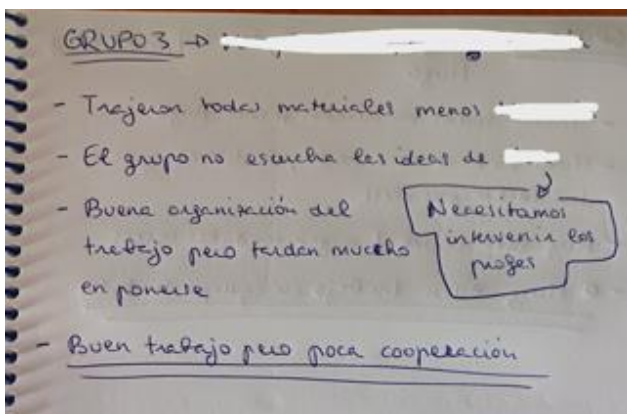 GRUPO 3 →
- Trajeron todos materiales menos
- El grupo no escucha las ideas de
- Buena organización del
trabajo pero tardan mucho
en ponerse
Necesitamos
intervenir los
profes
- Buen trabajo pero poca cooperación